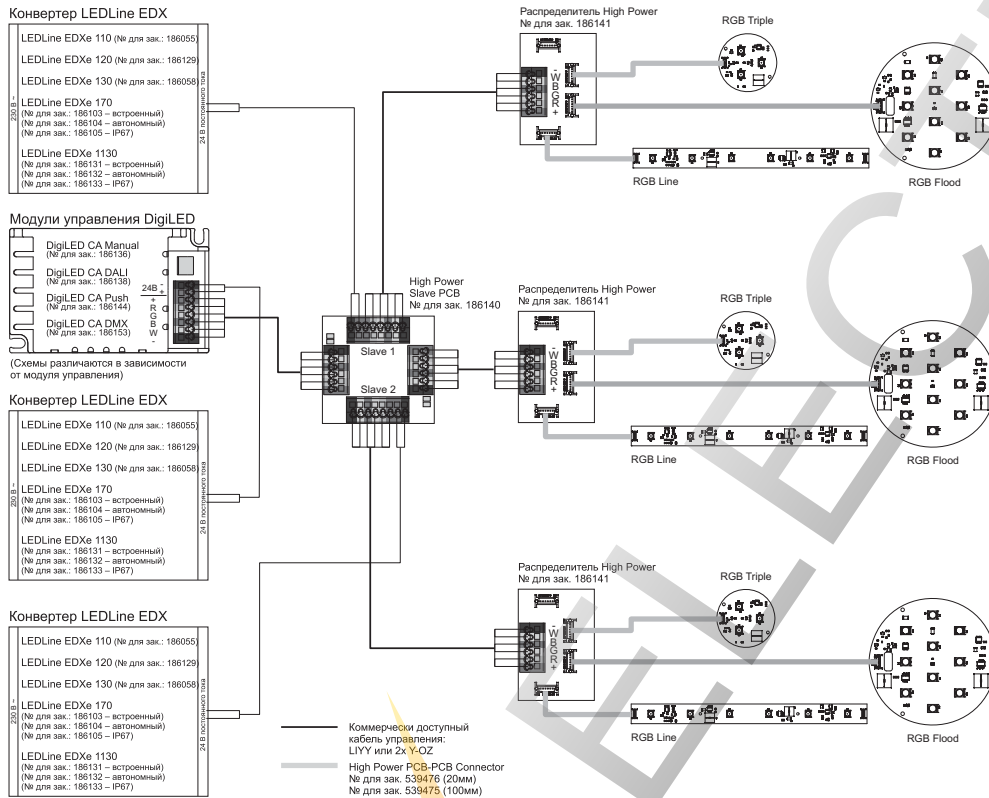 Конвертер LEDLine EDX
LEDLine EDXe 110 (№ для зак.: 186055)
LEDLine EDXe 120 (№ для зак.: 186129)
LEDLine EDXe 130 (№ для зак.: 186058)
LEDLine EDXe 170
(№ для зак.: 186103 – встроенный)
(№ для зак.: 186104 – автономный)
(№ для зак.: 186105 – IP67)
LEDLine EDXe 1130
(№ для зак.: 186131 – встроенный)
(№ для зак.: 186132 – автономный)
(№ для зак.: 186133 – IP67)
230 В ~
24 В постоянного тока
Модули управления DigiLED
DigiLED CA Manual
(№ для зак.: 186136)
DigiLED CA DALI
(№ для зак.: 186138)
DigiLED CA Push
(№ для зак.: 186144)
DigiLED CA DMX
(№ для зак.: 186153)
24В
-
+
+
R
G
B
W
-
(Схемы различаются в зависимости
от модуля управления)
Конвертер LEDLine EDX
LEDLine EDXe 110 (№ для зак.: 186055)
LEDLine EDXe 120 (№ для зак.: 186129)
LEDLine EDXe 130 (№ для зак.: 186058)
LEDLine EDXe 170
(№ для зак.: 186103 – встроенный)
(№ для зак.: 186104 – автономный)
(№ для зак.: 186105 – IP67)
LEDLine EDXe 1130
(№ для зак.: 186131 – встроенный)
(№ для зак.: 186132 – автономный)
(№ для зак.: 186133 – IP67)
230 В ~
24 В постоянного тока
Конвертер LEDLine EDX
LEDLine EDXe 110 (№ для зак.: 186055)
LEDLine EDXe 120 (№ для зак.: 186129)
LEDLine EDXe 130 (№ для зак.: 186058)
LEDLine EDXe 170
(№ для зак.: 186103 – встроенный)
(№ для зак.: 186104 – автономный)
(№ для зак.: 186105 – IP67)
LEDLine EDXe 1130
(№ для зак.: 186131 – встроенный)
(№ для зак.: 186132 – автономный)
(№ для зак.: 186133 – IP67)
230 В ~
24 В постоянного тока
High Power
Slave PCB
№ для зак. 186140
Slave 1
Slave 2
Распределитель High Power
№ для зак. 186141
-
W
B
G
R
+
RGB Triple
RGB Line
RGB Flood
Распределитель High Power
№ для зак. 186141
-
W
B
G
R
+
RGB Triple
RGB Line
RGB Flood
Распределитель High Power
№ для зак. 186141
-
W
B
G
R
+
RGB Triple
RGB Line
RGB Flood
Коммерчески доступный
кабель управления:
LIYY или 2x Y-OZ
High Power PCB-PCB Connector
№ для зак. 539476 (20мм)
№ для зак. 539475 (100мм)